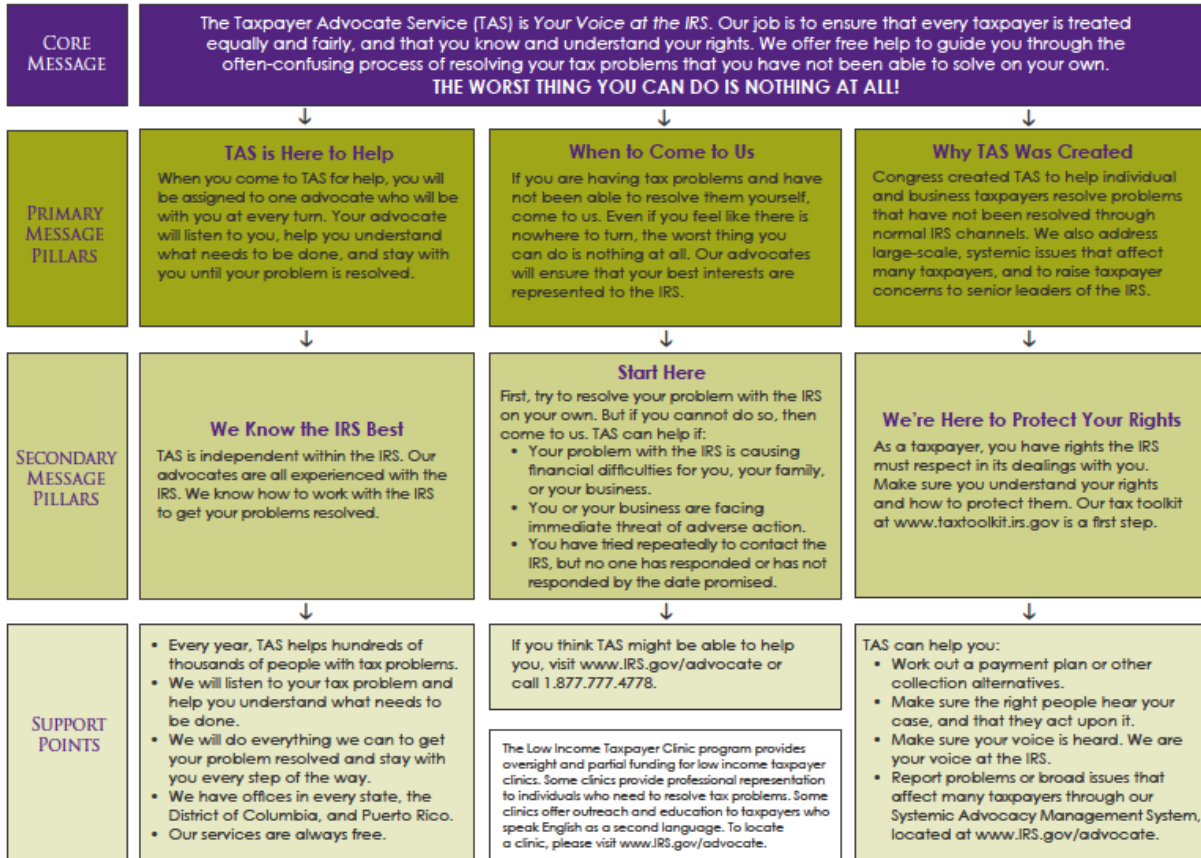 CORE
MESSAGE
The Taxpayer Advocate Service (TAS) is Your Voice at the IRS. Our job is to ensure that every taxpayer is treated
equally and fairly, and that you know and understand your rights. We offer free help to guide you through the
often-confusing process of resolving your tax problems that you have not been able to solve on your own.
THE WORST THING YOU CAN DO IS NOTHING AT ALL!
PRIMARY
MESSAGE
PILLARS
TAS is Here to Help
When you come to TAS for help, you will
be assigned to one advocate who will be
with you at every turn. Your advocate
will listen to you, help you understand
what needs to be done, and stay with
you until your problem is resolved.
When to Come to Us
If you are having tax problems and have
not been able to resolve them yourself,
come to us. Even if you feel like there is
nowhere to turn, the worst thing you
can do is nothing at all. Our advocates
will ensure that your best interests are
represented to the IRS.
Why TAS Was Created
Congress created TAS to help individual
and business taxpayers resolve problems
that have not been resolved through
normal IRS channels. We also address
large-scale, systemic issues that affect
many taxpayers, and to raise taxpayer
concerns to senior leaders of the IRS.
SECONDARY
MESSAGE
PILLARS
We Know the IRS Best
TAS is independent within the IRS. Our
advocates are all experienced with the
IRS. We know how to work with the IRS
to get your problems resolved.
Start Here
First, try to resolve your problem with the IRS
on your own. But if you cannot do so, then
come to us. TAS can help if:
• Your problem with the IRS is causing
financial difficulties for you, your family,
or your business.
• You or your business are facing
immediate threat of adverse action.
• You have tried repeatedly to contact the
IRS, but no one has responded or has not
responded by the date promised.
We're Here to Protect Your Rights
As a taxpayer, you have rights the IRS
must respect in its dealings with you.
Make sure you understand your rights
and how to protect them. Our tax toolkit
at www.taxtoolkit.irs.gov is a first step.
SUPPORT
POINTS
• Every year, TAS helps hundreds of
thousands of people with tax problems.
• We will listen to your tax problem and
help you understand what needs to
be done.
• We will do everything we can to get
your problem resolved and stay with
you every step of the way.
• We have offices in every state, the
District of Columbia, and Puerto Rico.
• Our services are always free.
If you think TAS might be able to help
you, visit www.IRS.gov/advocate or
call 1.877.777.4778.
The Low Income Taxpayer Clinic program provides
oversight and partial funding for low income taxpayer
clinics. Some clinics provide professional representation
to individuals who need to resolve tax problems. Some
clinics offer outreach and education to taxpayers who
speak English as a second language. To locate
a clinic, please visit www.IRS.gov/advocate.
TAS can help you:
• Work out a payment plan or other
collection alternatives.
• Make sure the right people hear your
case, and that they act upon it.
• Make sure your voice is heard. We are
your voice at the IRS.
• Report problems or broad issues that
affect many taxpayers through our
Systemic Advocacy Management System,
located at www.IRS.gov/advocate.